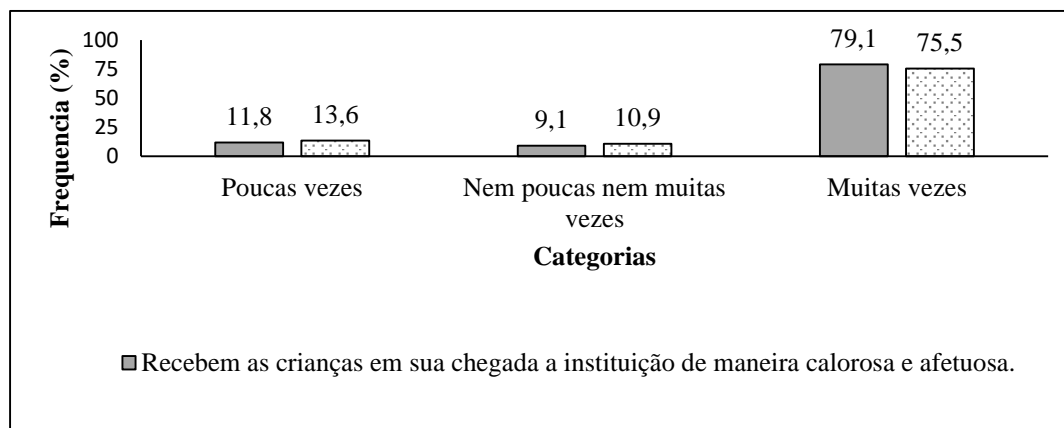 Frequencia (%)
100
75
50
25
0
11,8
13,6
9,1
10,9
79,1
75,5
Poucas vezes
Nem poucas nem muitas
vezes
Muitas vezes
Categorias
Recebem as crianças em sua chegada a instituição de maneira calorosa e afetuosa.